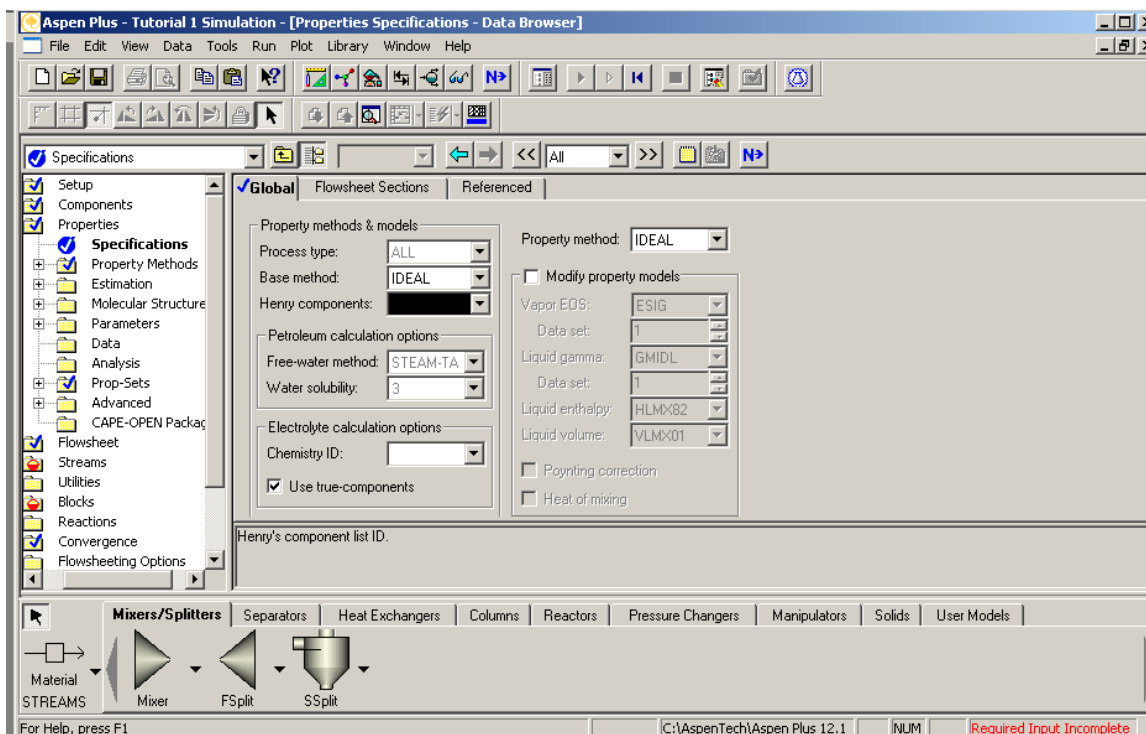 Aspen Plus - Tutorial 1 Simulation - [Properties Specifications - Data Browser]
File Edit View Data Tools Run Plot Library Window Help
N>
Specifications
All
<< >>
N>
Setup
Components
Properties
Specifications
Property Methods
Estimation
Molecular Structure
Parameters
Data
Analysis
Prop-Sets
Advanced
CAPE-OPEN Packag
Flowsheet
Streams
Utilities
Blocks
Reactions
Convergence
Flowsheeting Options
Global Flowsheet Sections Referenced
Property methods & models
Process type: ALL
Base method: IDEAL
Henry components:
Petroleum calculation options
Free-water method: STEAM-TA
Water solubility: 3
Electrolyte calculation options
Chemistry ID:
Use true-components
Property method: IDEAL
Modify property models
Vapor EOS: ESIG
Data set: 1
Liquid gamma: GMIDL
Data set: 1
Liquid enthalpy: HLMX82
Liquid volume: VLMX01
Poynting correction
Heat of mixing
Henry's component list ID.
Mixers/Splitters Separators Heat Exchangers Columns Reactors Pressure Changers Manipulators Solids User Models
Material
STREAMS
Mixer FSplit SSplit
For Help, press F1 C:\AspenTech\Aspen Plus 12.1 NUM Required Input Incomplete